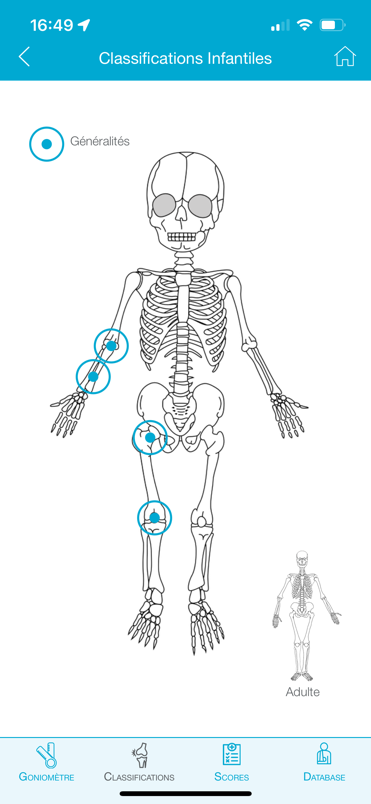 16:49
Classifications Infantiles
Généralités
Adulte
GONIOMÈTRE CLASSIFICATIONS SCORES DATABASE